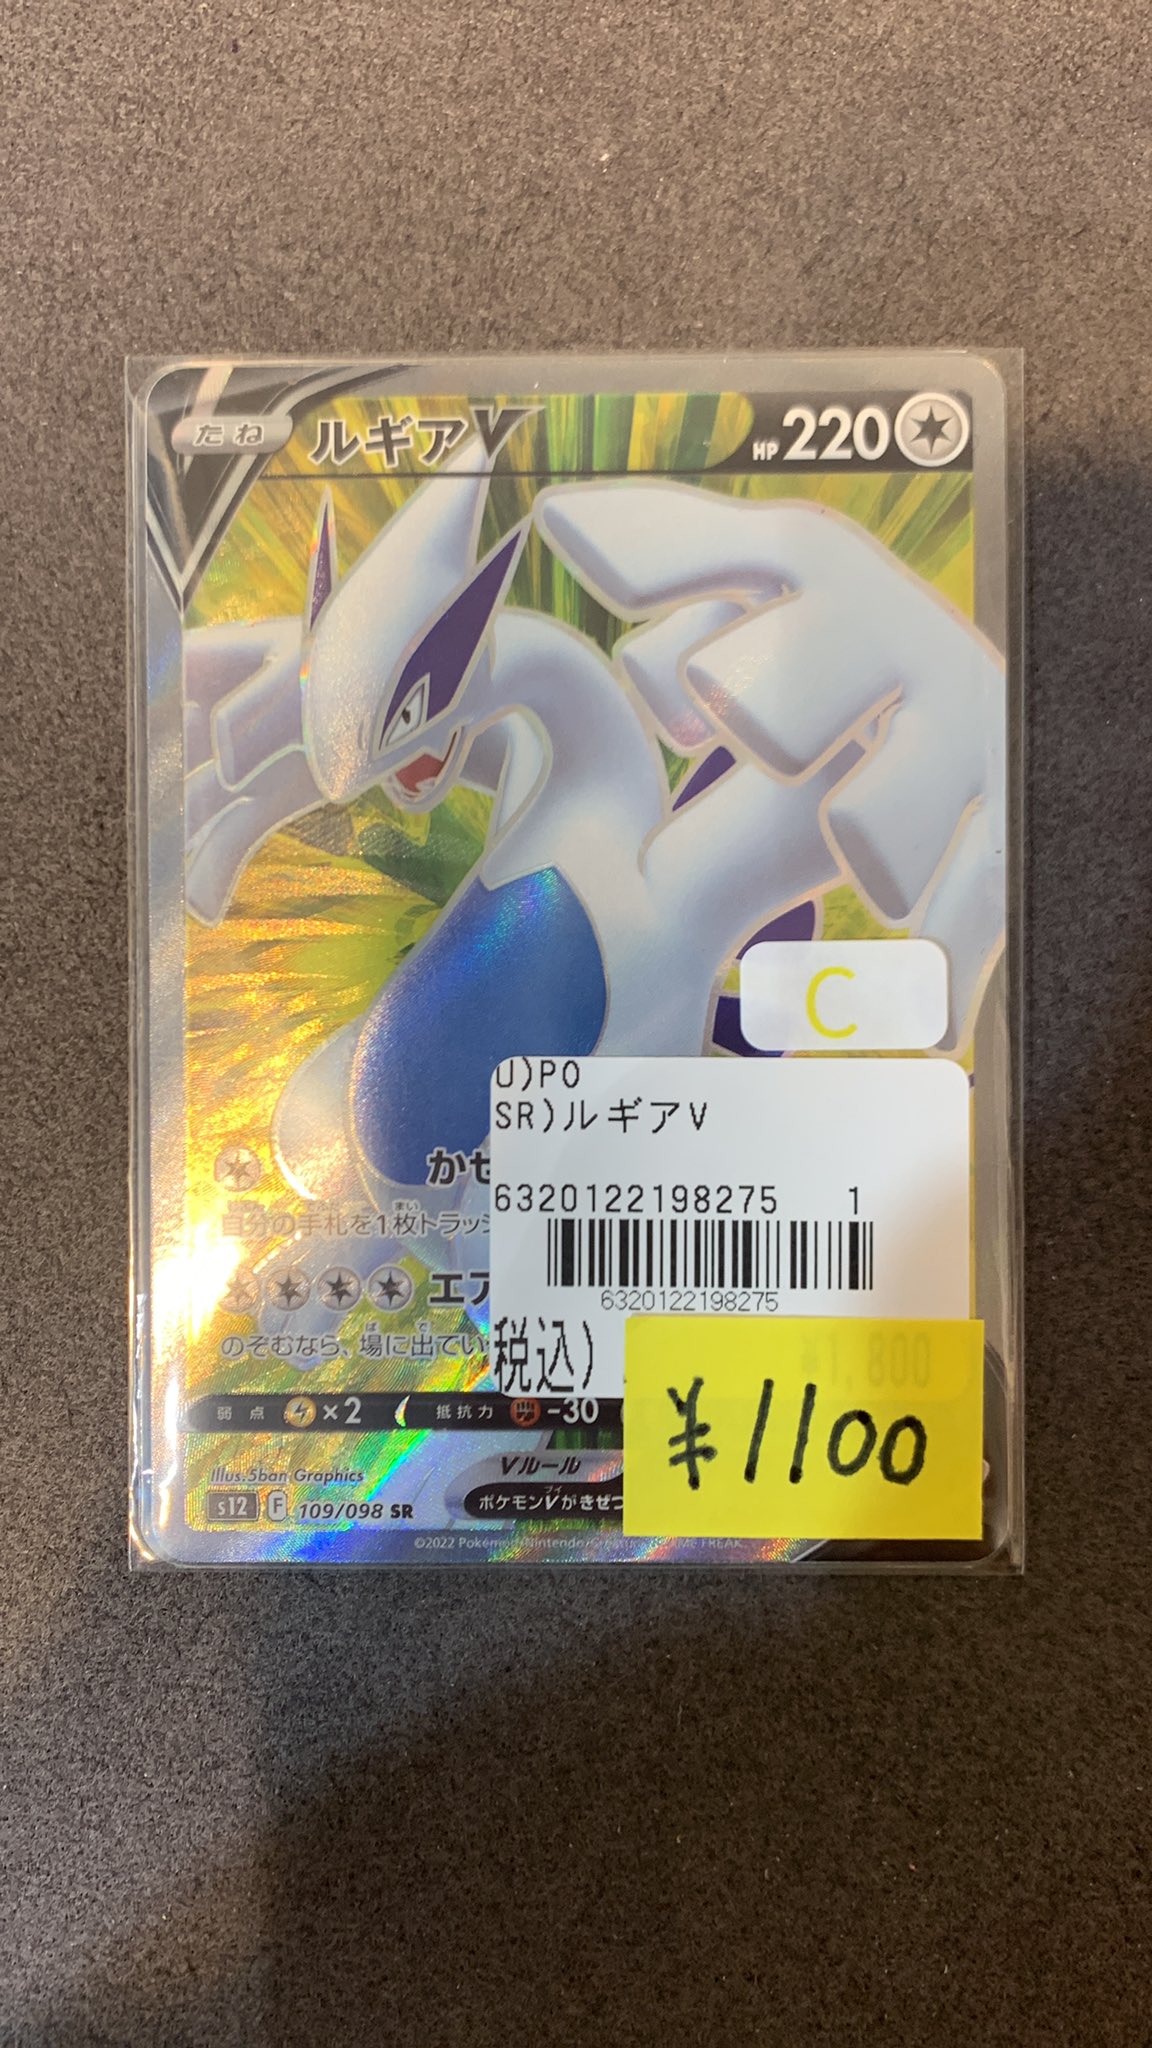 たね ルギアV HP 220
C
U)PO
SR)ルギアV
かぜ
6320122198275 1
自分の手札を1枚トラッシ
エア
6320122198275
のぞむなら、場に出てい
税込) ¥1,800
弱点 ×2 抵抗力 -30
¥1100
Vルール
Illus.5ban Graphics
ポケモンVがきぜつ
s12 F 109/098 SR
©2022 Pokémon/Nintendo/Creatures/GAME FREAK.